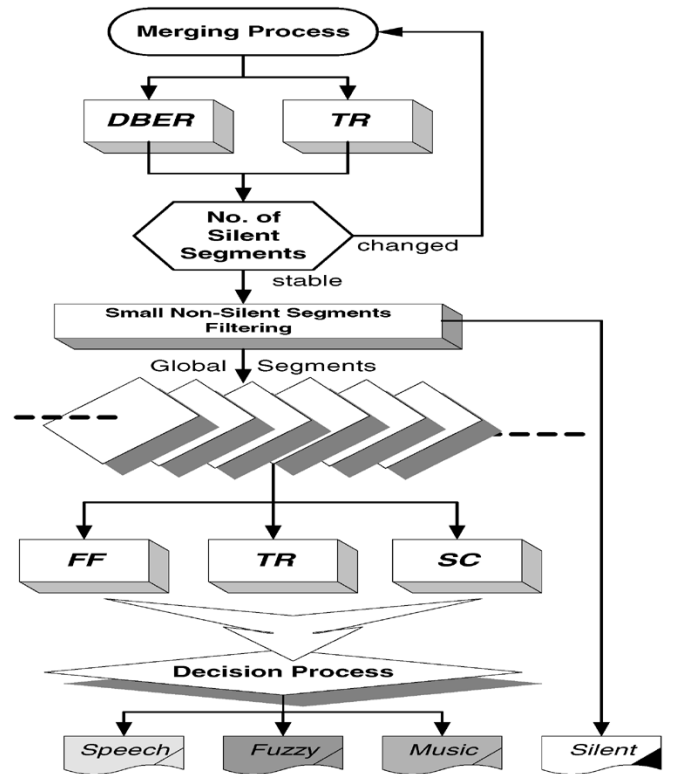 Merging Process
DBER
TR
No. of
Silent
Segments
changed
stable
Small Non-Silent Segments
Filtering
Global Segments
FF
TR
SC
Decision Process
Speech
Fuzzy
Music
Silent